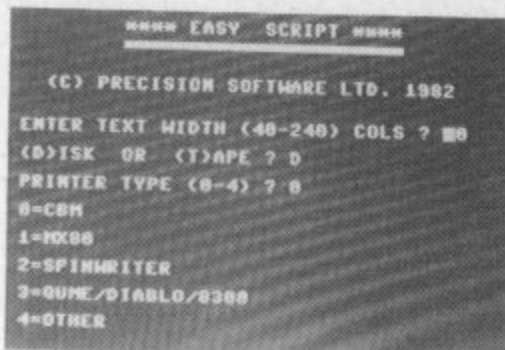 **** EASY SCRIPT ****
(C) PRECISION SOFTWARE LTD. 1982
ENTER TEXT WIDTH (40-240) COLS ? ■0
(D)ISK OR (T)APE ? D
PRINTER TYPE (0-4) ? 0
0=CBM
1=MX80
2=SPINWRITER
3=QUME/DIABLO/8300
4=OTHER